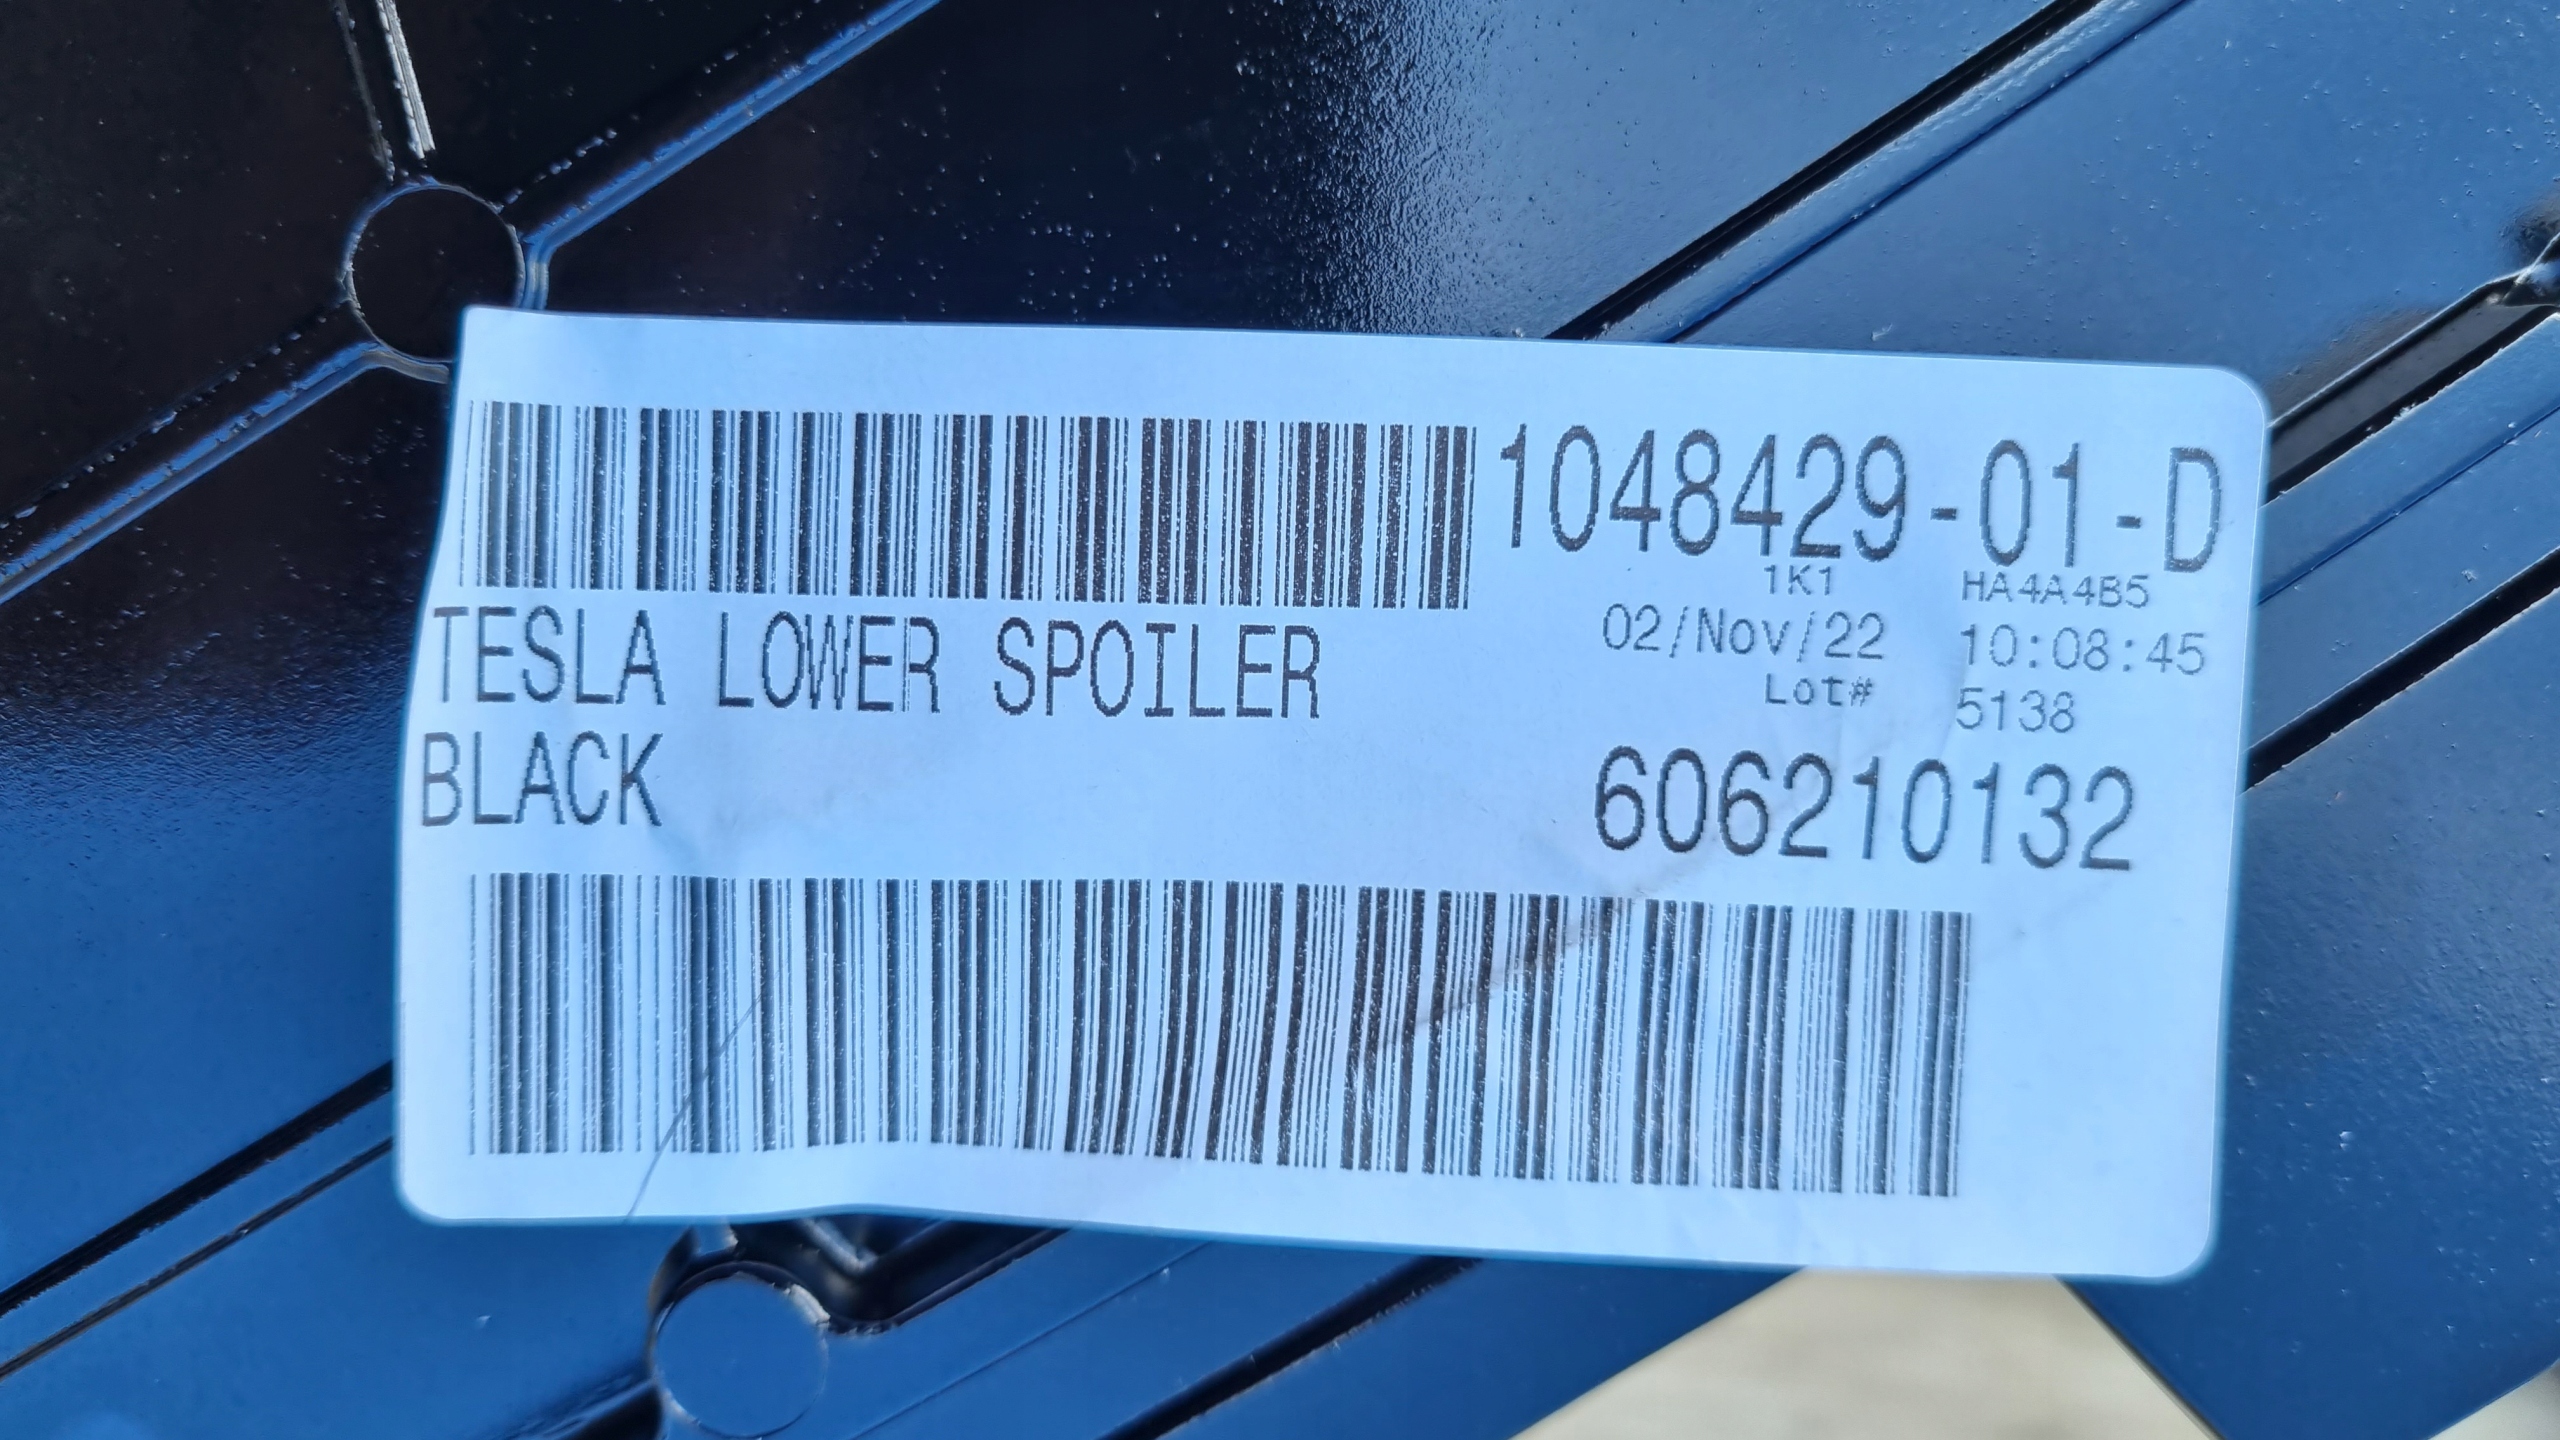 1048429-01-D
1K1 HA4A4B5
TESLA LOWER SPOILER
BLACK
02/Nov/22 10:08:45
Lot# 5138
606210132